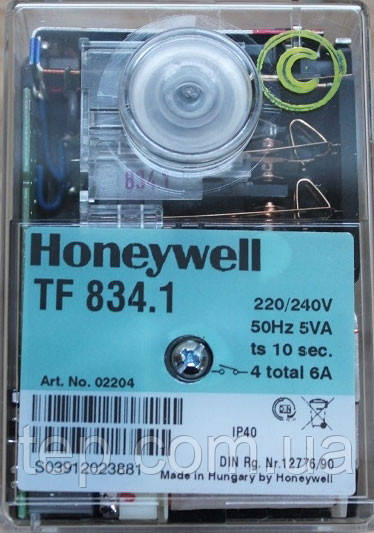 834.1
Honeywell
TF 834.1
220/240V
50Hz 5VA
ts 10 sec.
4 total 6A
Art. No. 02204
IP40
S03912023881
DIN Rg. Nr.12776/90
Made in Hungary by Honeywell
tep.com.ua